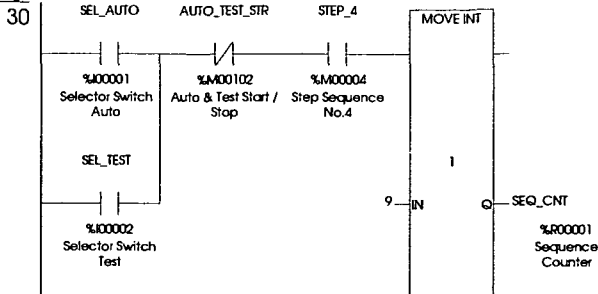 30
SEL_AUTO AUTO_TEST_STR STEP_4 MOVE INT
%I00001 %M00102 %M00004
Selector Switch Auto & Test Start / Step Sequence
Auto Stop No.4
SEL_TEST 1
9 IN Q SEQ_CNT
%I00002 %R00001
Selector Switch Sequence
Test Counter